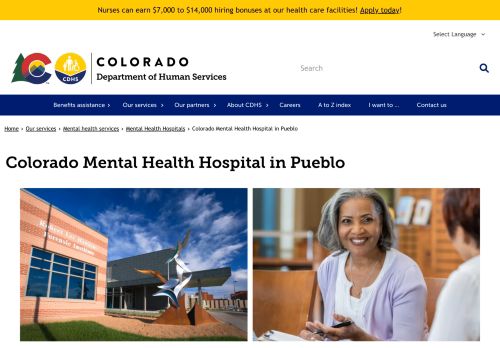 Nurses can earn $7,000 to $14,000 hiring bonuses at our health care facilities! Apply today!
Select Language
COLORADO
Department of Human Services
CDHS
Search
Benefits assistance › Our services › Our partners › About CDHS › Careers A to Z index I want to ... Contact us
Home › Our services › Mental health services › Mental Health Hospitals › Colorado Mental Health Hospital in Pueblo
Colorado Mental Health Hospital in Pueblo
Forensic Institute